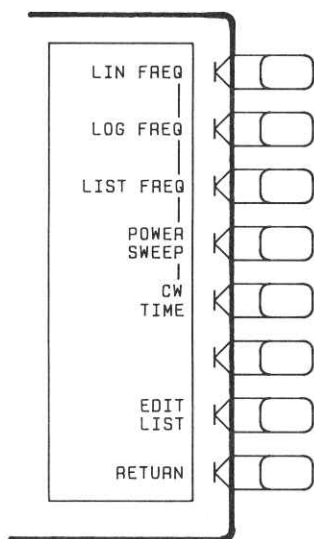 LIN FREQ
LOG FREQ
LIST FREQ
POWER
SWEEP
CW
TIME
EDIT
LIST
RETURN